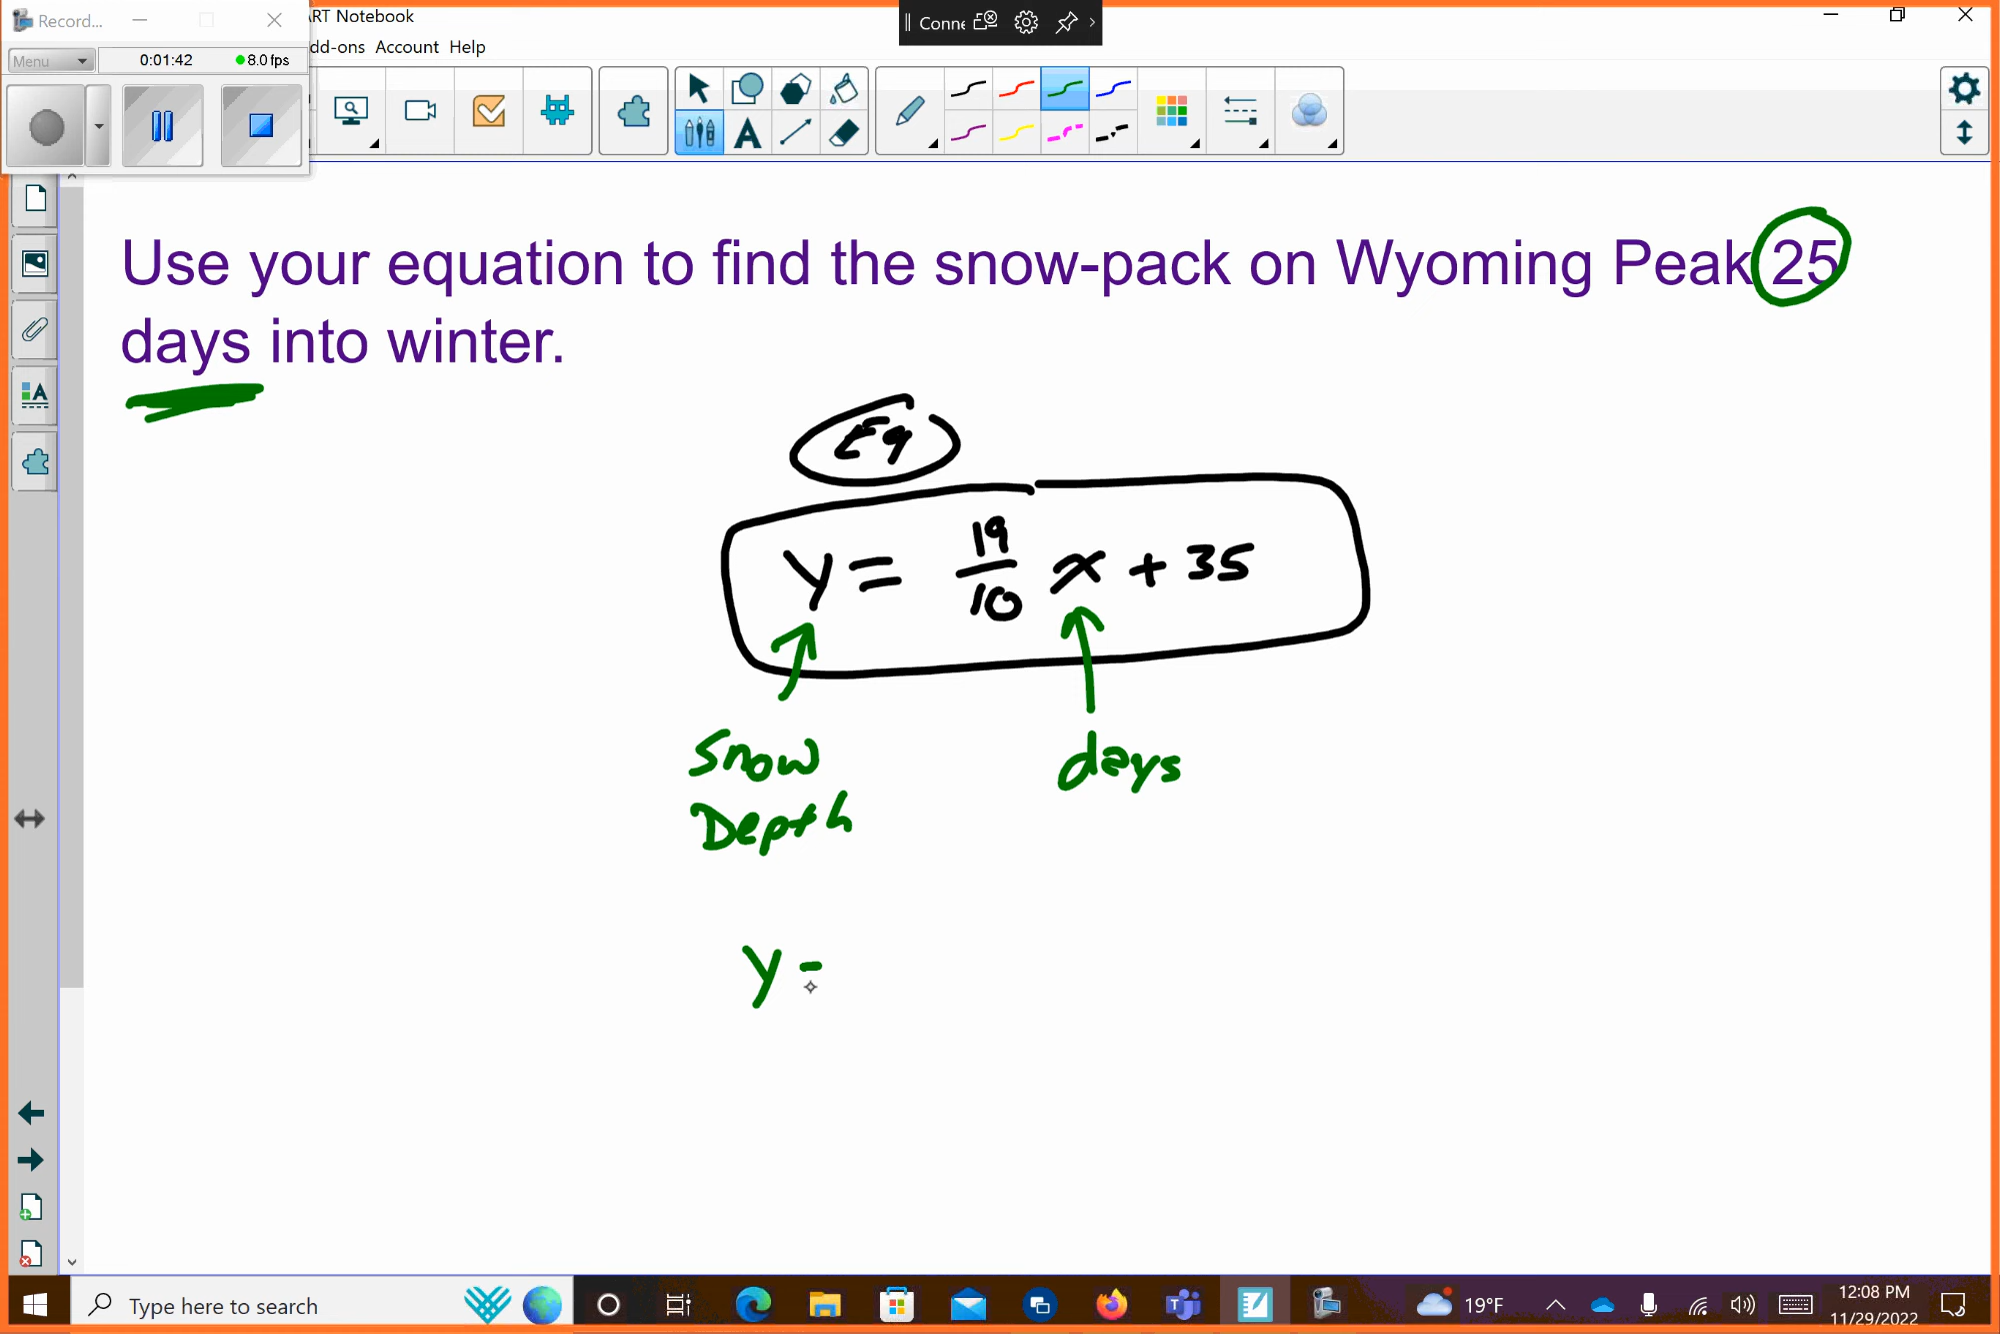 Record...
ART Notebook
Conne
dd-ons Account Help
Menu
0:01:42
8.0 fps
Use your equation to find the snow-pack on Wyoming Peak 25
days into winter.
Eq
y = 19/10 x + 35
Snow
Depth
days
y -
Type here to search
19°F
12:08 PM
11/29/2022